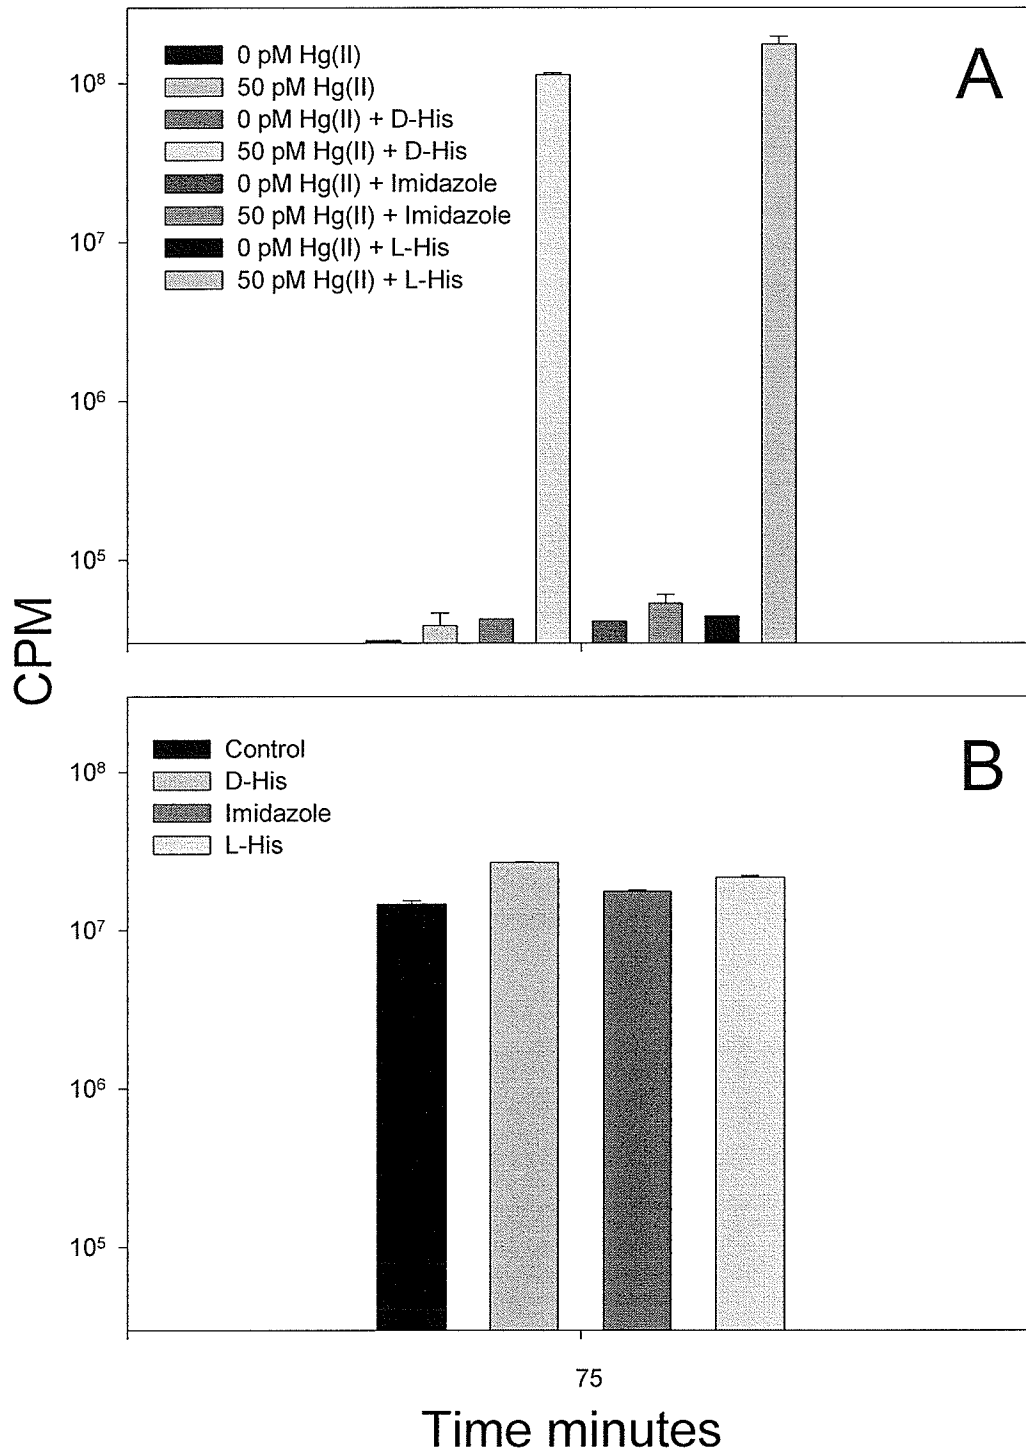 A
0 pM Hg(II)
50 pM Hg(II)
0 pM Hg(II) + D-His
50 pM Hg(II) + D-His
0 pM Hg(II) + Imidazole
50 pM Hg(II) + Imidazole
0 pM Hg(II) + L-His
50 pM Hg(II) + L-His
10⁸
10⁷
10⁶
10⁵
CPM
B
Control
D-His
Imidazole
L-His
10⁸
10⁷
10⁶
10⁵
75
Time minutes